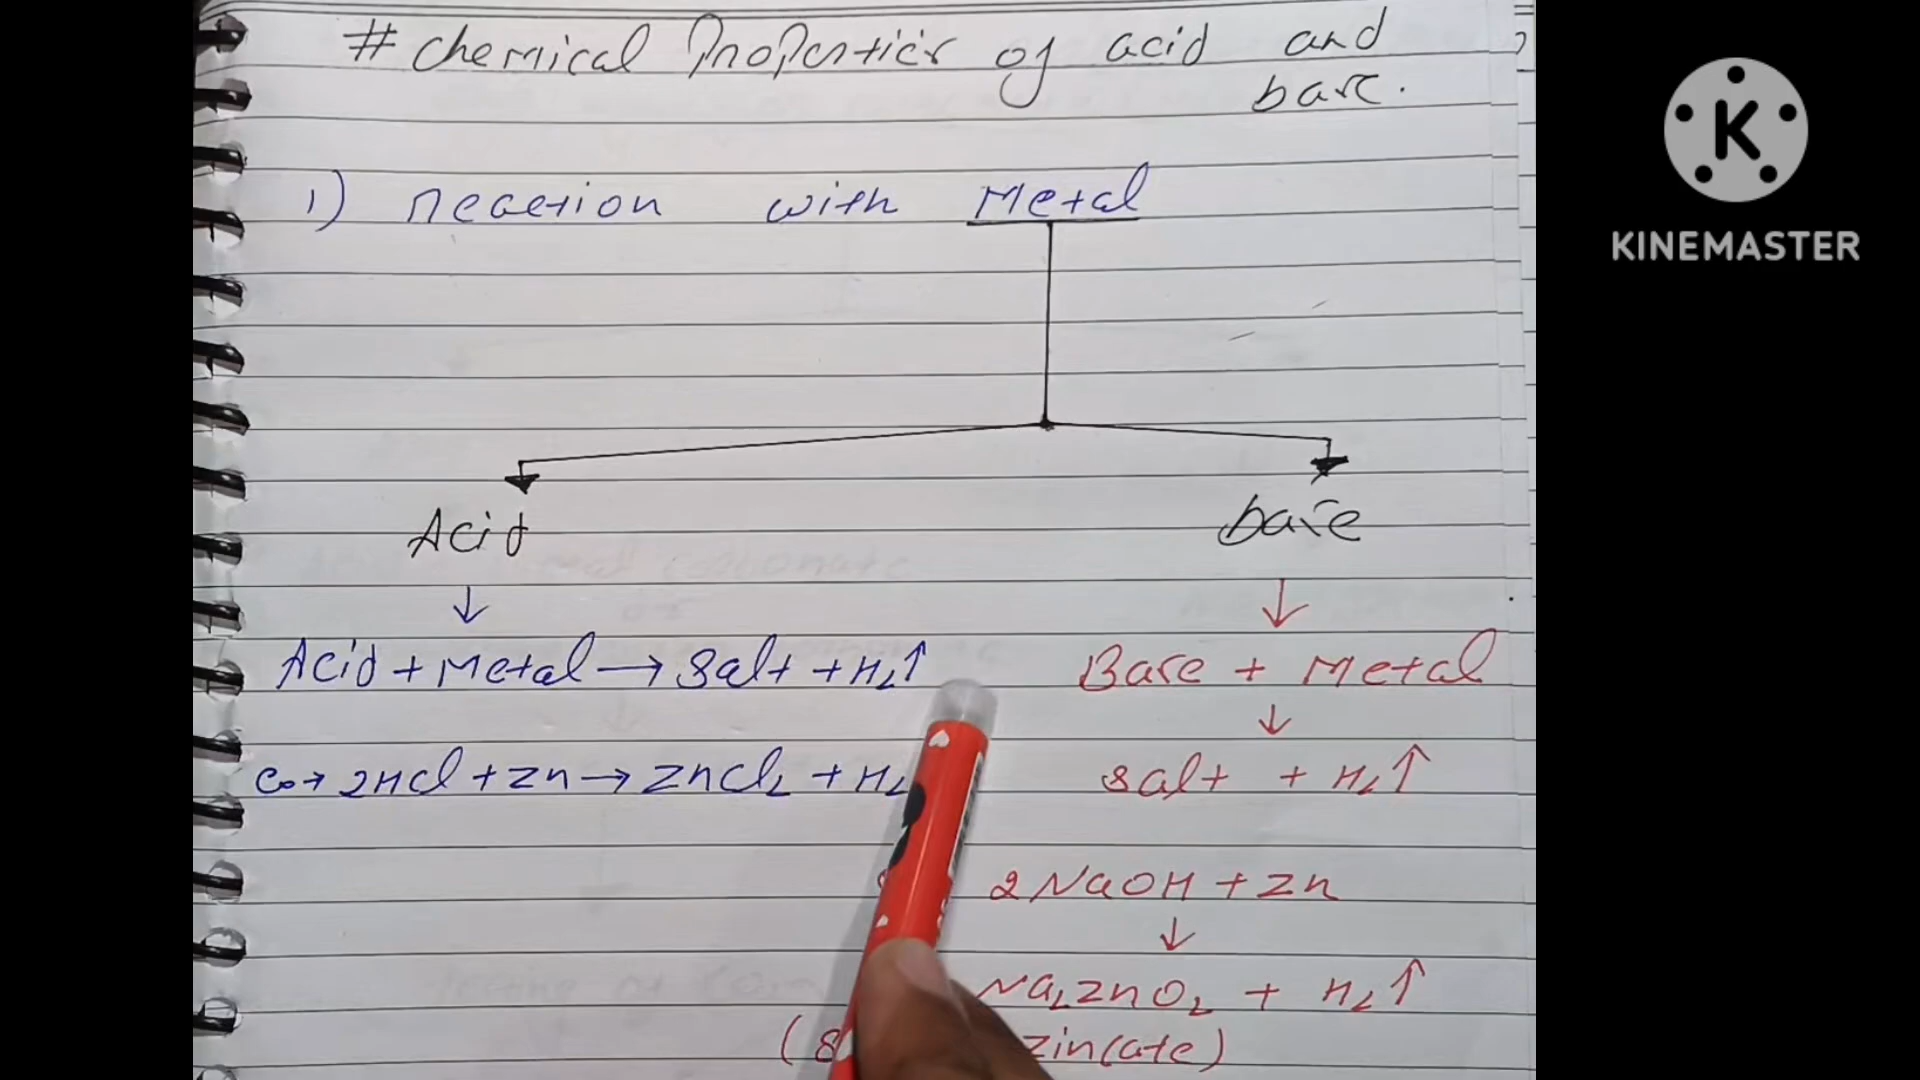 # Chemical Properties of acid and
base.
1) Reaction with Metal
Acid
↓
Acid + Metal → Salt + H₂↑
2HCl + Zn → ZnCl₂ + H₂
Base
↓
Base + Metal
↓
Salt + H₂↑
2NaOH + Zn
↓
Na₂ZnO₂ + H₂↑
zincate)
K
KINEMASTER